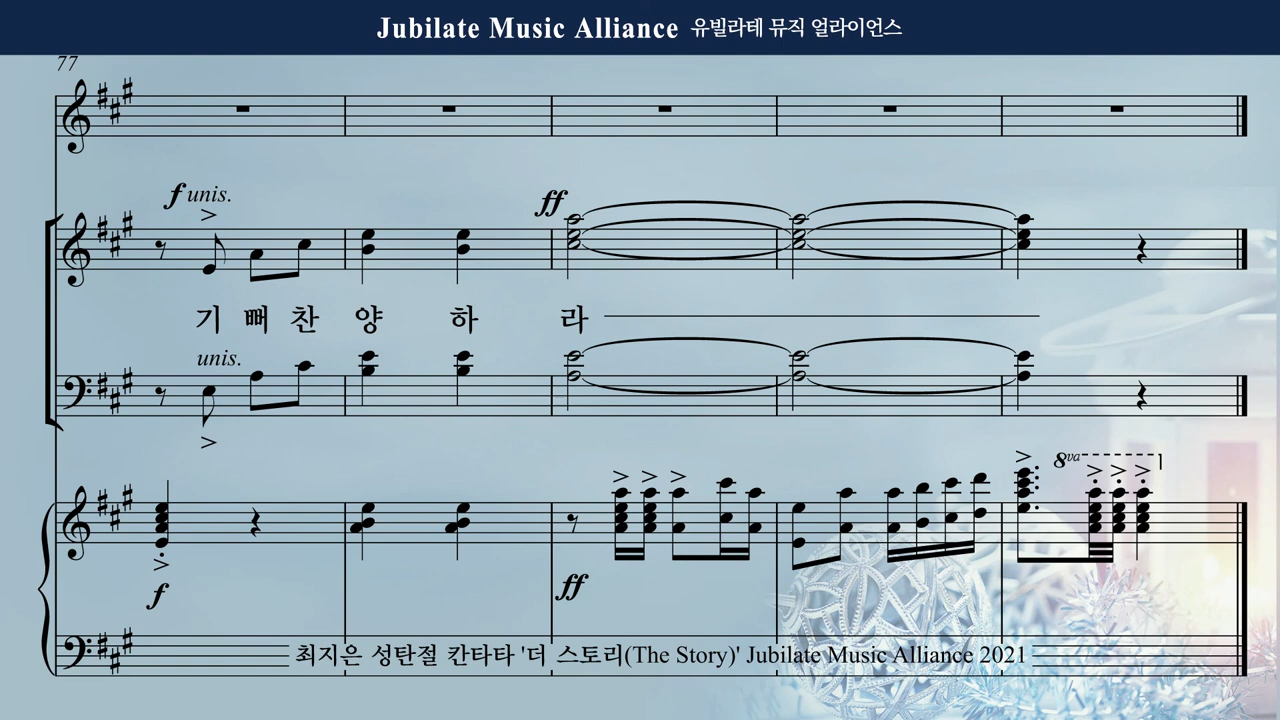 Jubilate Music Alliance 유빌라테 뮤직 얼라이언스
77
f unis.
ff
기 뻐 찬 양 하 라
unis.
8va
f
ff
최지은 성탄절 칸타타 '더 스토리(The Story)' Jubilate Music Alliance 2021